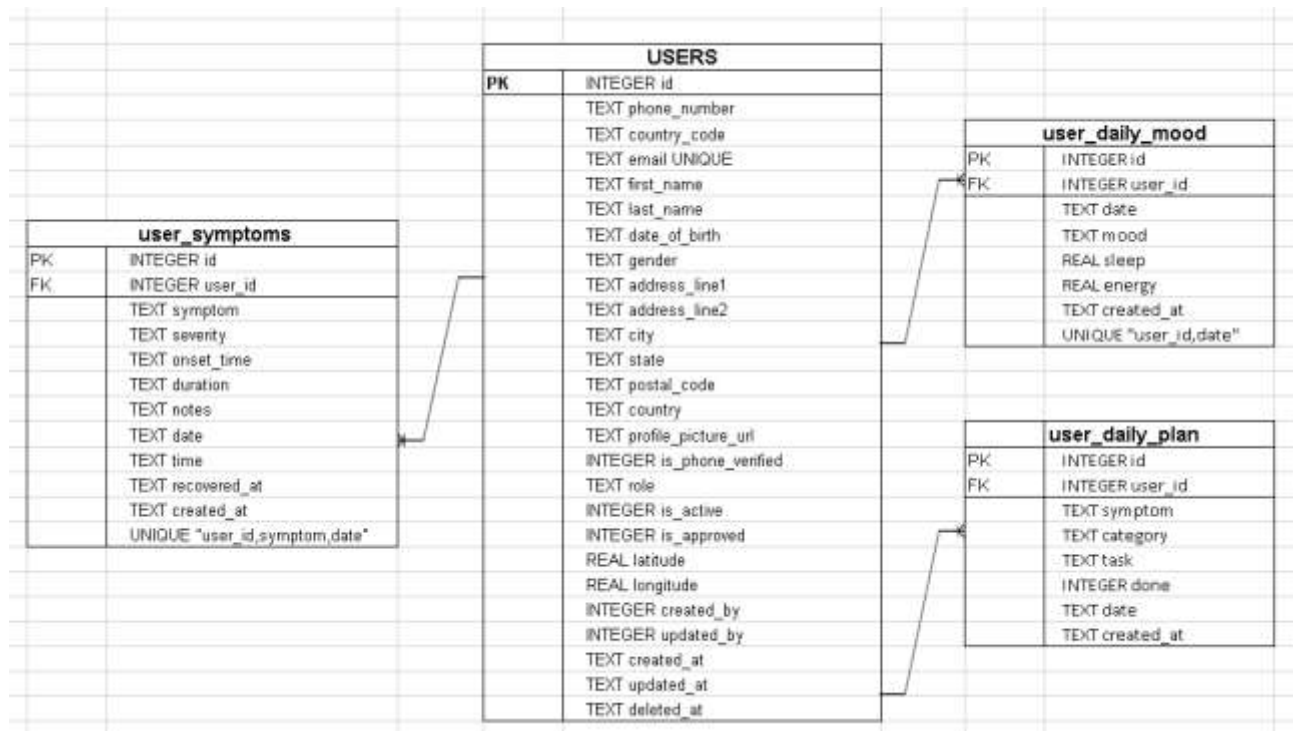 USERS
PK INTEGER id
TEXT phone_number
TEXT country_code
TEXT email UNIQUE
TEXT first_name
TEXT last_name
TEXT date_of_birth
TEXT gender
TEXT address_line1
TEXT address_line2
TEXT city
TEXT state
TEXT postal_code
TEXT country
TEXT profile_picture_url
INTEGER is_phone_verified
TEXT role
INTEGER is_active
INTEGER is_approved
REAL latitude
REAL longitude
INTEGER created_by
INTEGER updated_by
TEXT created_at
TEXT updated_at
TEXT deleted_at
user_symptoms
PK INTEGER id
FK INTEGER user_id
TEXT symptom
TEXT severity
TEXT onset_time
TEXT duration
TEXT notes
TEXT date
TEXT time
TEXT recovered_at
TEXT created_at
UNIQUE "user_id,symptom,date"
user_daily_mood
PK INTEGER id
FK INTEGER user_id
TEXT date
TEXT mood
REAL sleep
REAL energy
TEXT created_at
UNIQUE "user_id,date"
user_daily_plan
PK INTEGER id
FK INTEGER user_id
TEXT symptom
TEXT category
TEXT task
INTEGER done
TEXT date
TEXT created_at